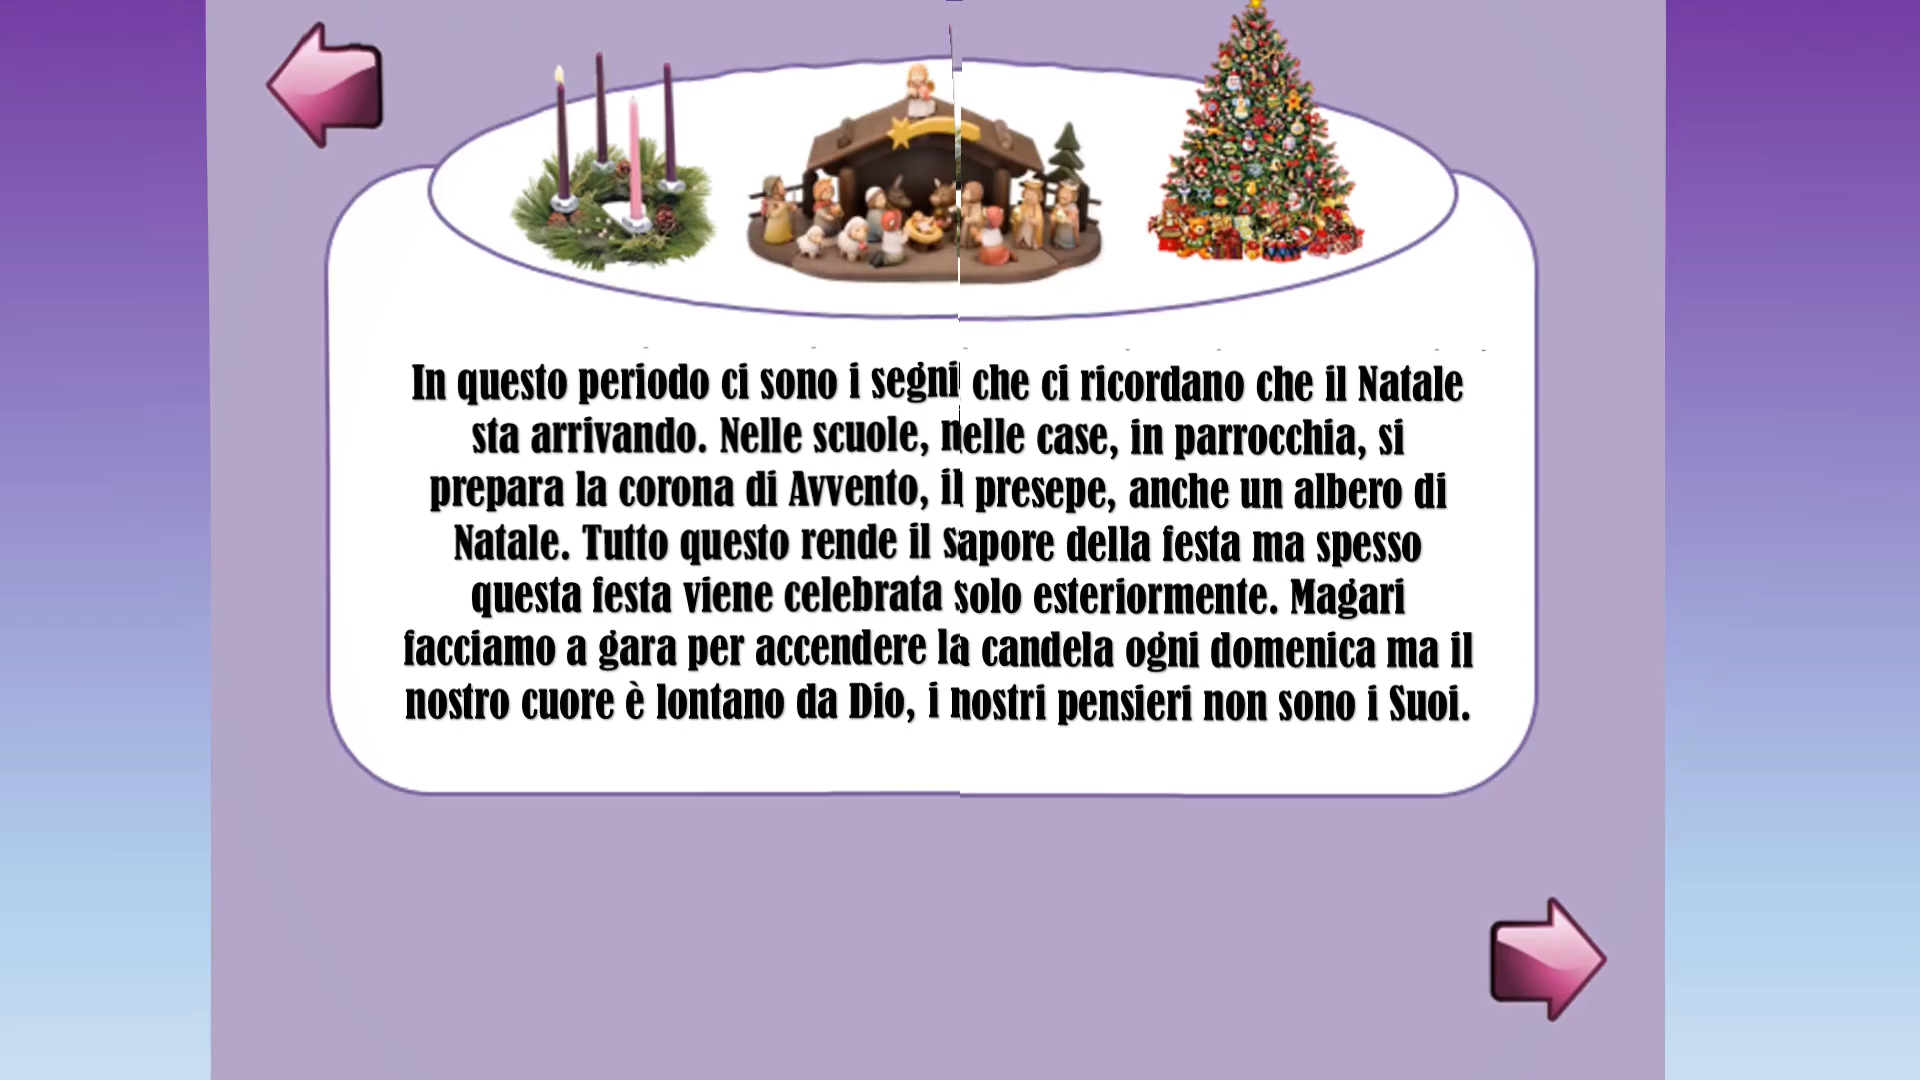 In questo periodo ci sono i segni che ci ricordano che il Natale
sta arrivando. Nelle scuole, nelle case, in parrocchia, si
prepara la corona di Avvento, il presepe, anche un albero di
Natale. Tutto questo rende il sapore della festa ma spesso
questa festa viene celebrata solo esteriormente. Magari
facciamo a gara per accendere la candela ogni domenica ma il
nostro cuore è lontano da Dio, i nostri pensieri non sono i Suoi.